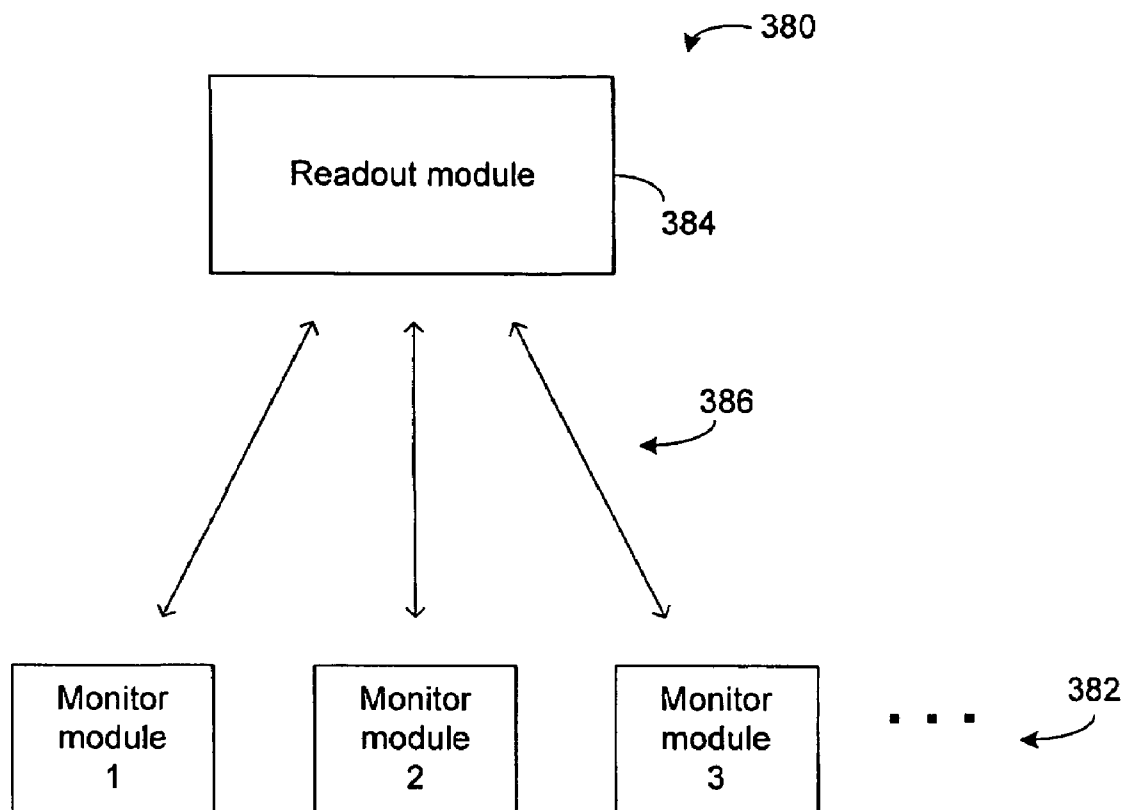 380
Readout module
384
386
Monitor
module
1
Monitor
module
2
Monitor
module
3
. . .
382